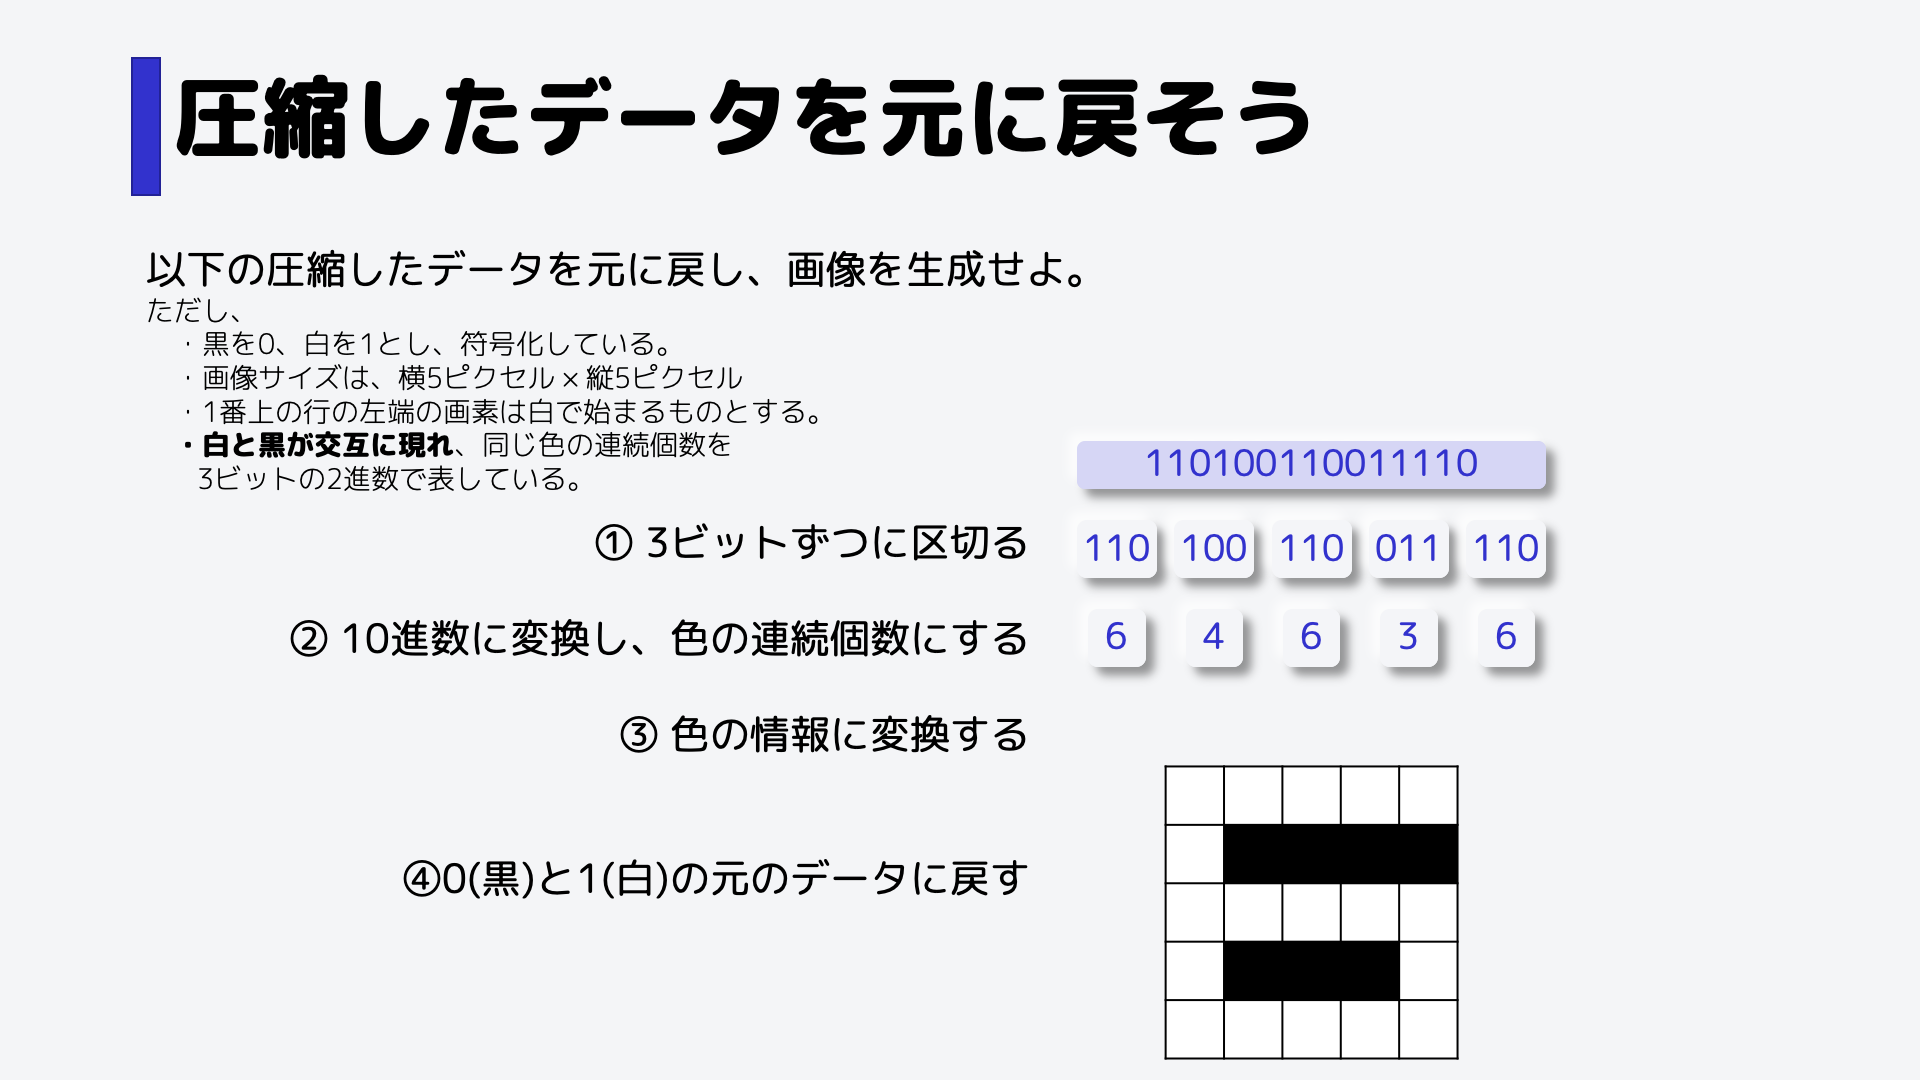 圧縮したデータを元に戻そう
以下の圧縮したデータを元に戻し、画像を生成せよ。
ただし、
・黒を0、白を1とし、符号化している。
・画像サイズは、横5ピクセル × 縦5ピクセル
・1番上の行の左端の画素は白で始まるものとする。
・白と黒が交互に現れ、同じ色の連続個数を
3ビットの2進数で表している。
110100110011110
① 3ビットずつに区切る
110 100 110 011 110
② 10進数に変換し、色の連続個数にする
6 4 6 3 6
③ 色の情報に変換する
④0(黒)と1(白)の元のデータに戻す